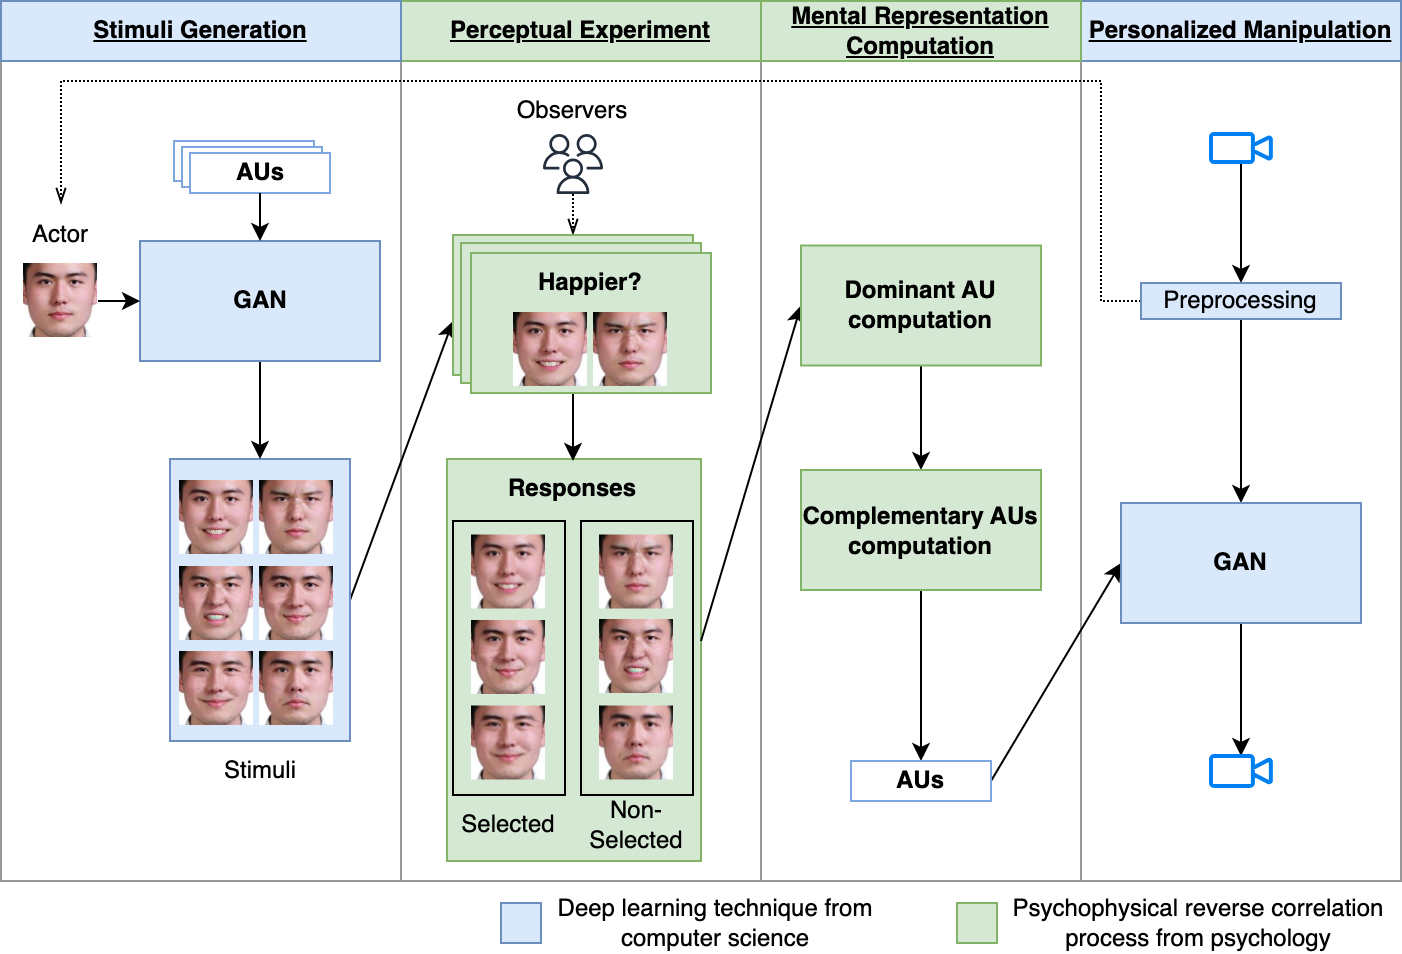 Stimuli Generation
Perceptual Experiment
Mental Representation
Computation
Personalized Manipulation
AUs
Actor
GAN
Stimuli
Observers
Happier?
Responses
Selected
Non-
Selected
Dominant AU
computation
Complementary AUs
computation
AUs
Preprocessing
GAN
Deep learning technique from
computer science
Psychophysical reverse correlation
process from psychology